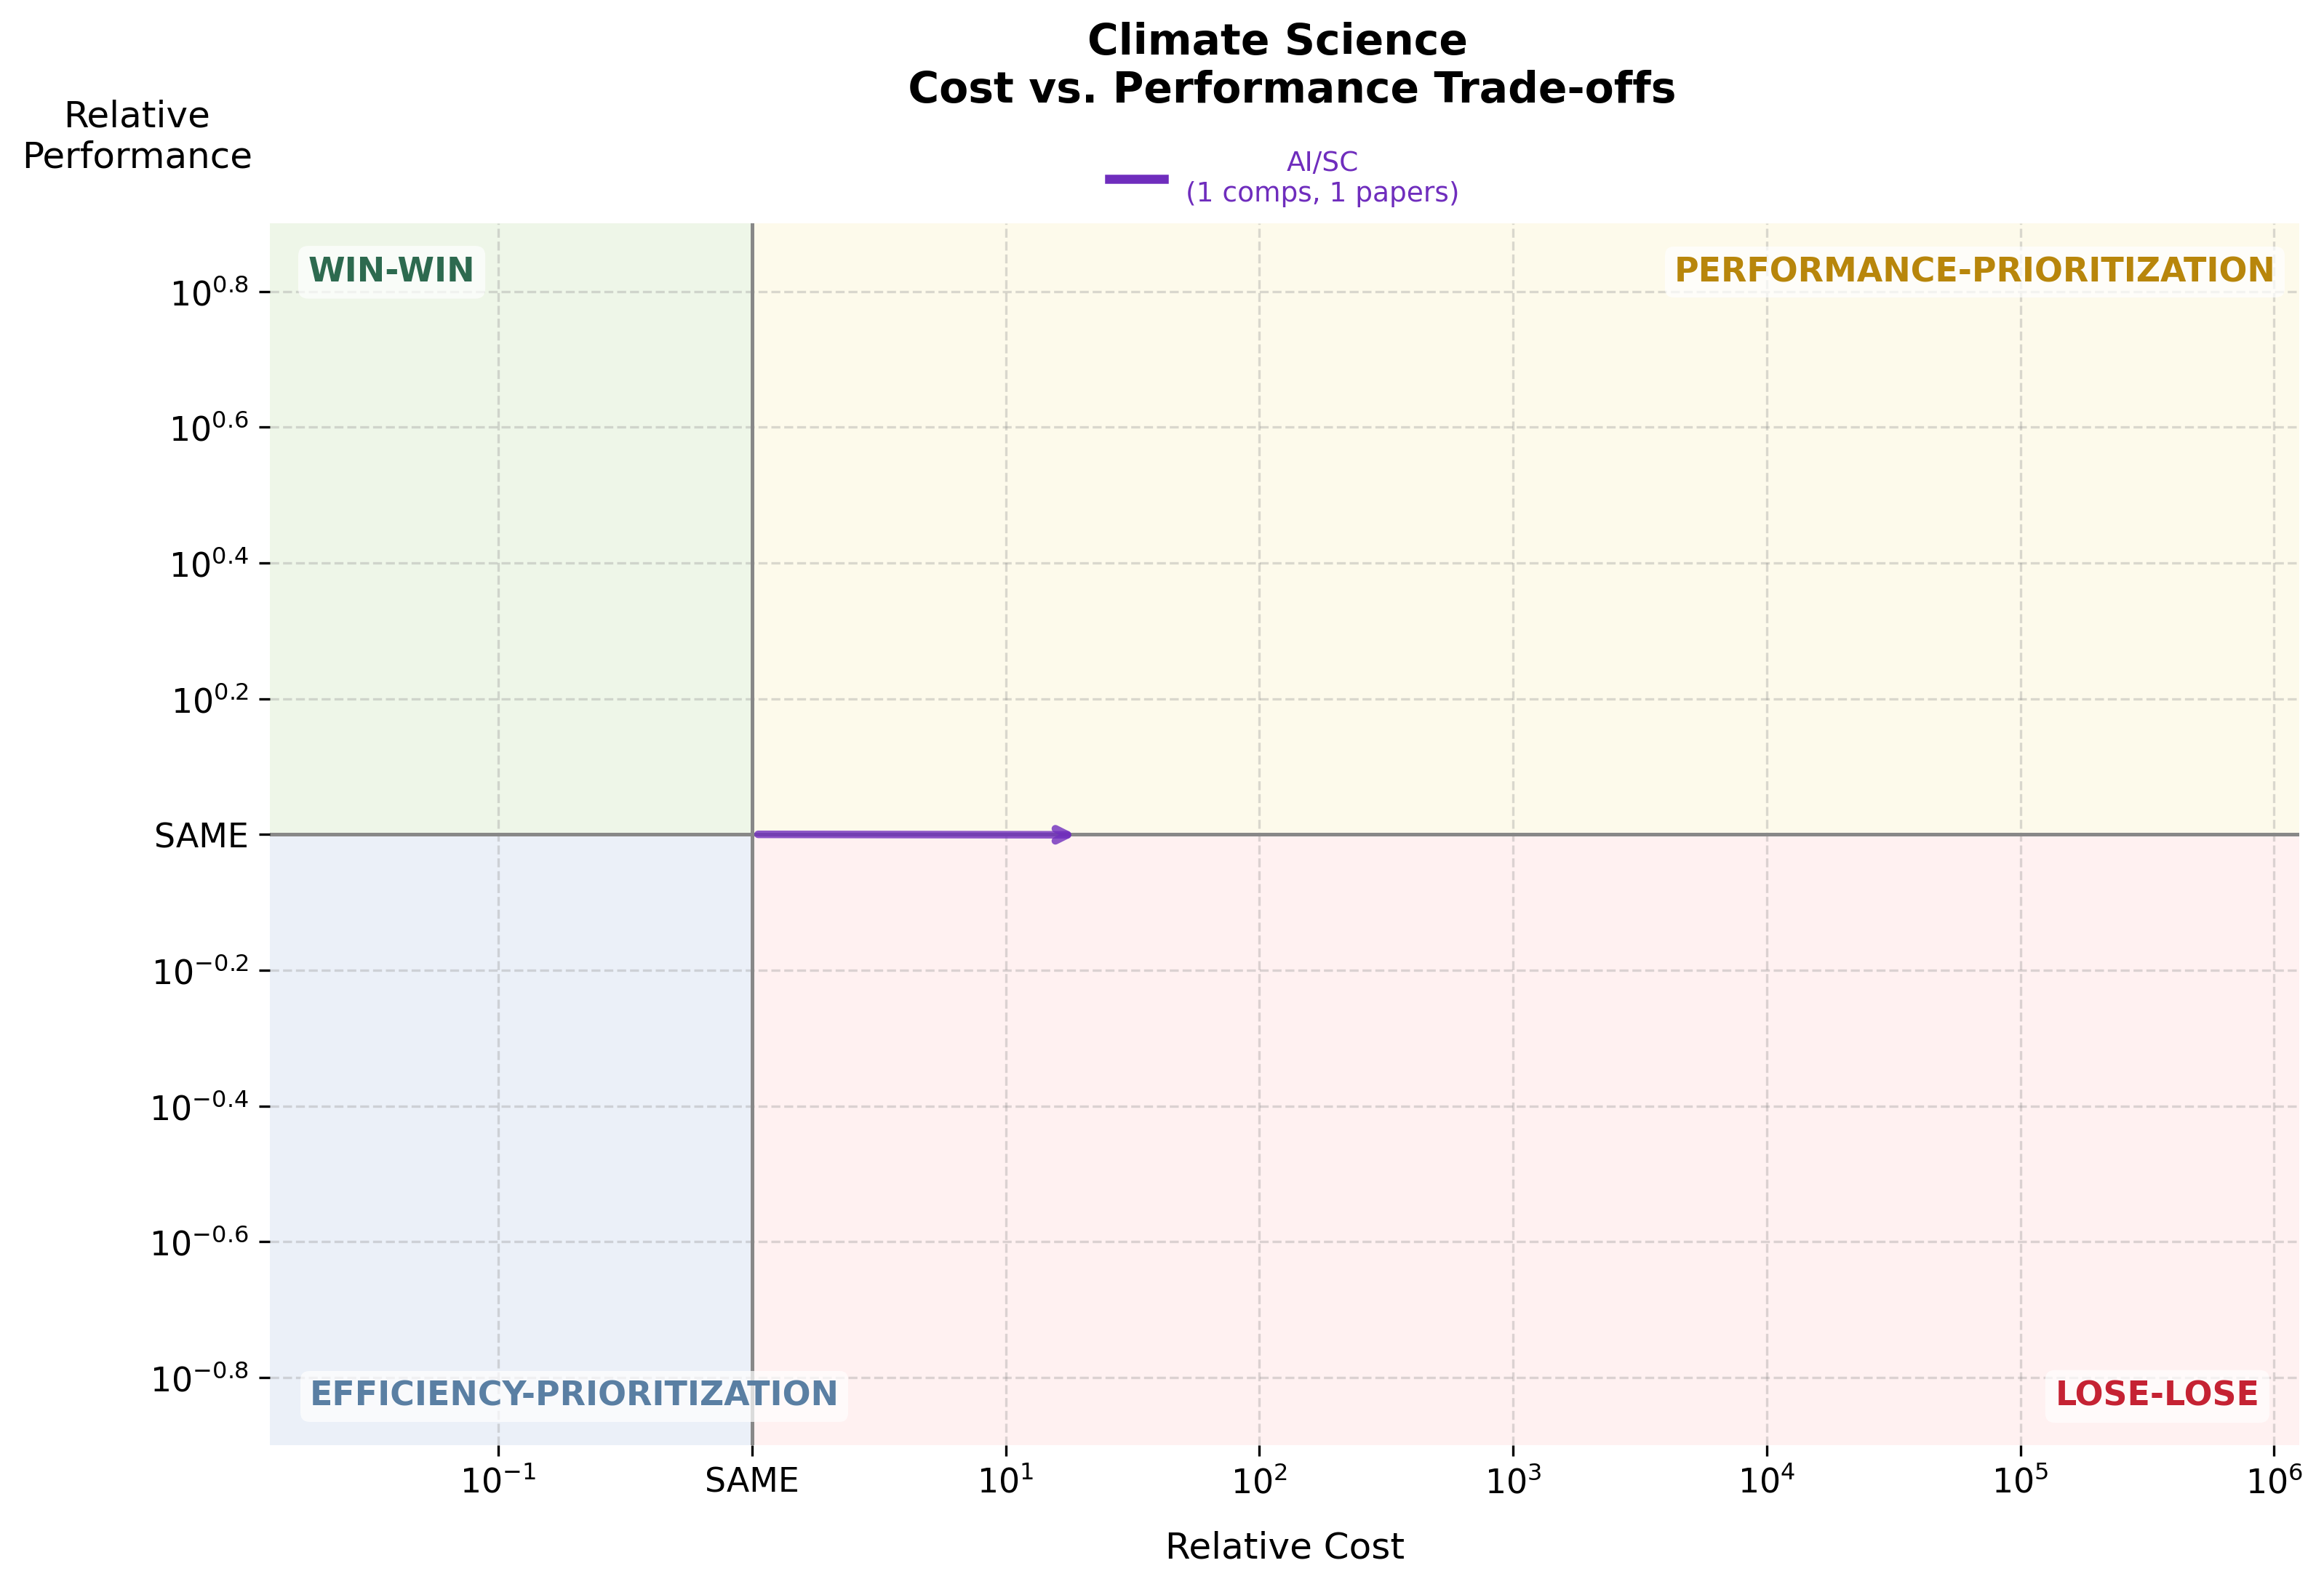 Climate Science
Cost vs. Performance Trade-offs
Relative
Performance
AI/SC
(1 comps, 1 papers)
WIN-WIN
PERFORMANCE-PRIORITIZATION
10^0.8
10^0.6
10^0.4
10^0.2
SAME
10^−0.2
10^−0.4
10^−0.6
10^−0.8
EFFICIENCY-PRIORITIZATION
LOSE-LOSE
10^−1 SAME 10^1 10^2 10^3 10^4 10^5 10^6
Relative Cost